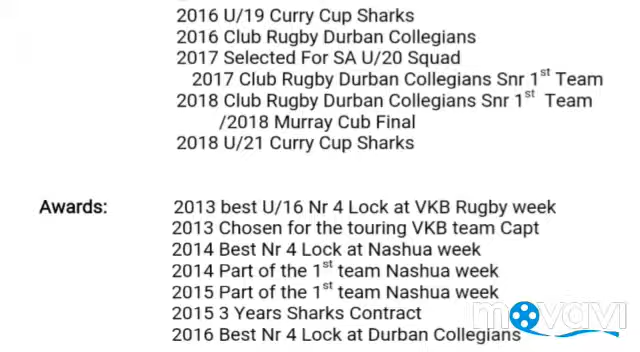 2016 U/19 Curry Cup Sharks
2016 Club Rugby Durban Collegians
2017 Selected For SA U/20 Squad
2017 Club Rugby Durban Collegians Snr 1st Team
2018 Club Rugby Durban Collegians Snr 1st Team
/2018 Murray Cub Final
2018 U/21 Curry Cup Sharks
Awards: 2013 best U/16 Nr 4 Lock at VKB Rugby week
2013 Chosen for the touring VKB team Capt
2014 Best Nr 4 Lock at Nashua week
2014 Part of the 1st team Nashua week
2015 Part of the 1st team Nashua week
2015 3 Years Sharks Contract
2016 Best Nr 4 Lock at Durban Collegians
movavi